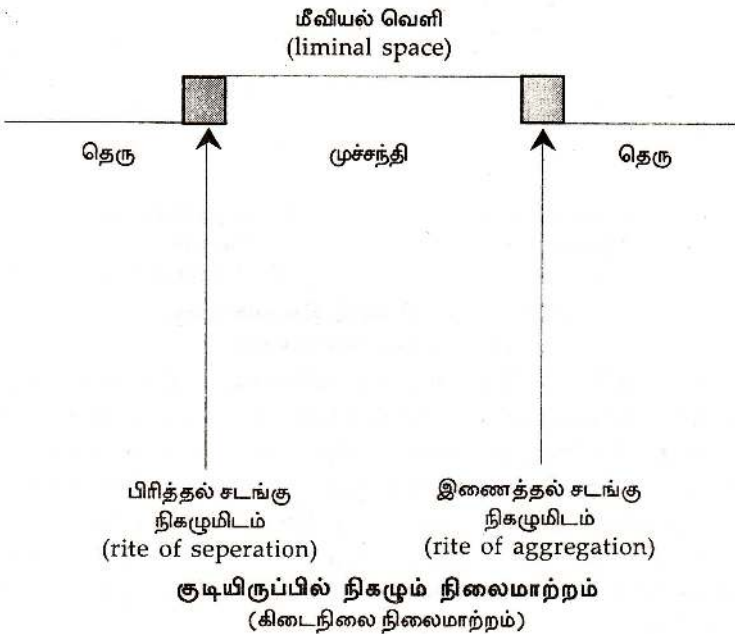 மீவியல் வெளி
(liminal space)
தெரு முச்சந்தி தெரு
பிரித்தல் சடங்கு இணைத்தல் சடங்கு
நிகழுமிடம் நிகழுமிடம்
(rite of seperation) (rite of aggregation)
குடியிருப்பில் நிகழும் நிலைமாற்றம்
(கிடைநிலை நிலைமாற்றம்)